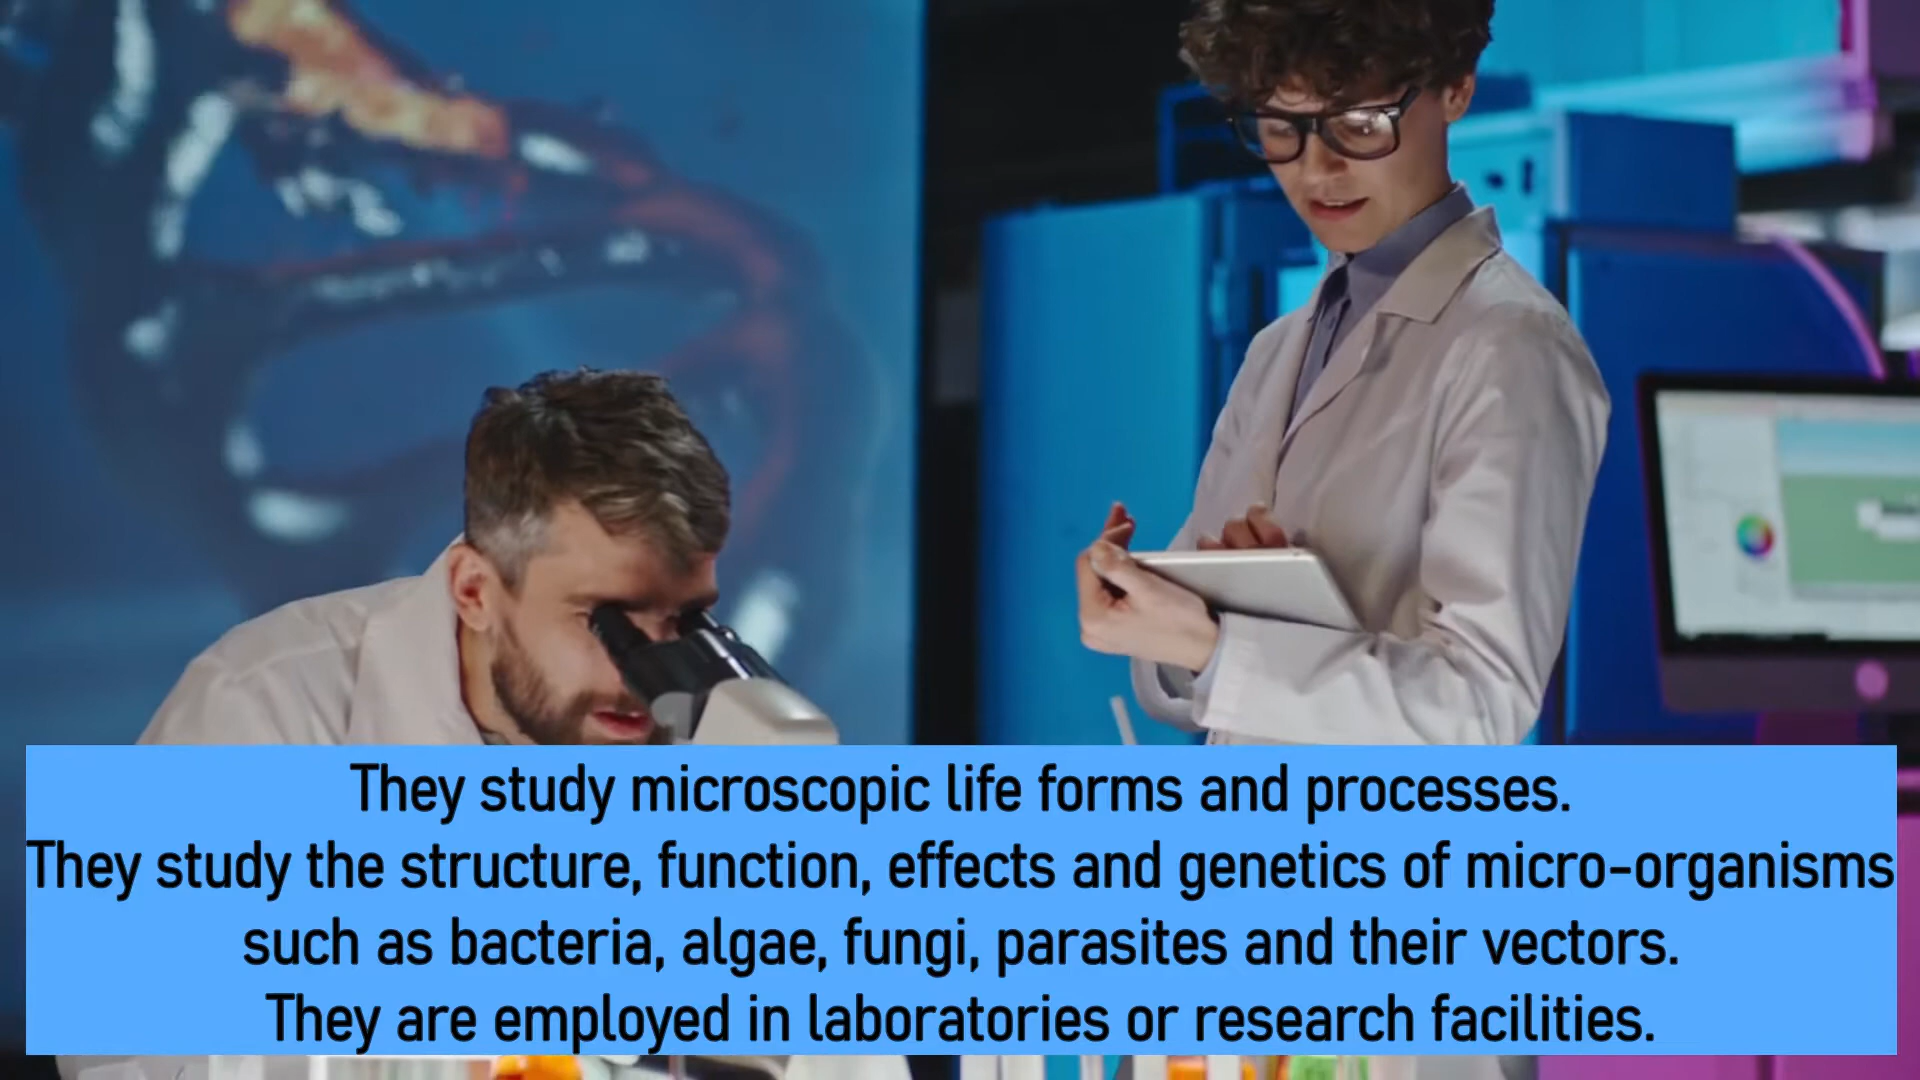 They study microscopic life forms and processes.
They study the structure, function, effects and genetics of micro-organisms
such as bacteria, algae, fungi, parasites and their vectors.
They are employed in laboratories or research facilities.